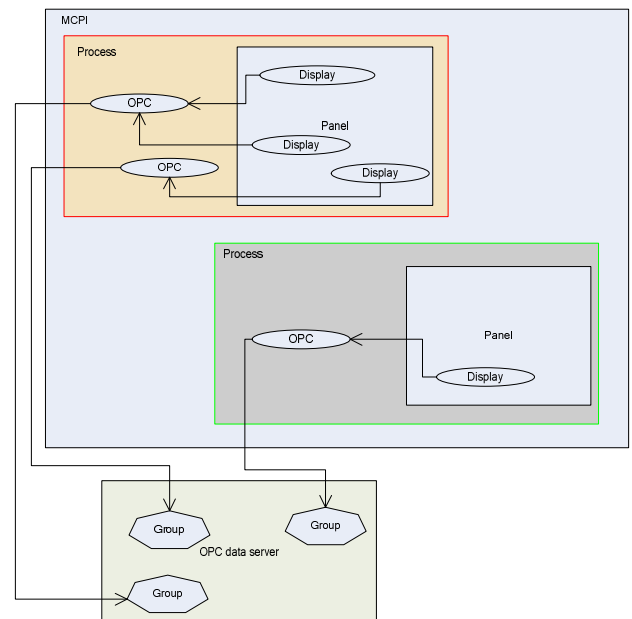 MCPI
Process
Display
OPC
Panel
Display
OPC
Display
Process
Panel
OPC
Display
Group
Group
OPC data server
Group